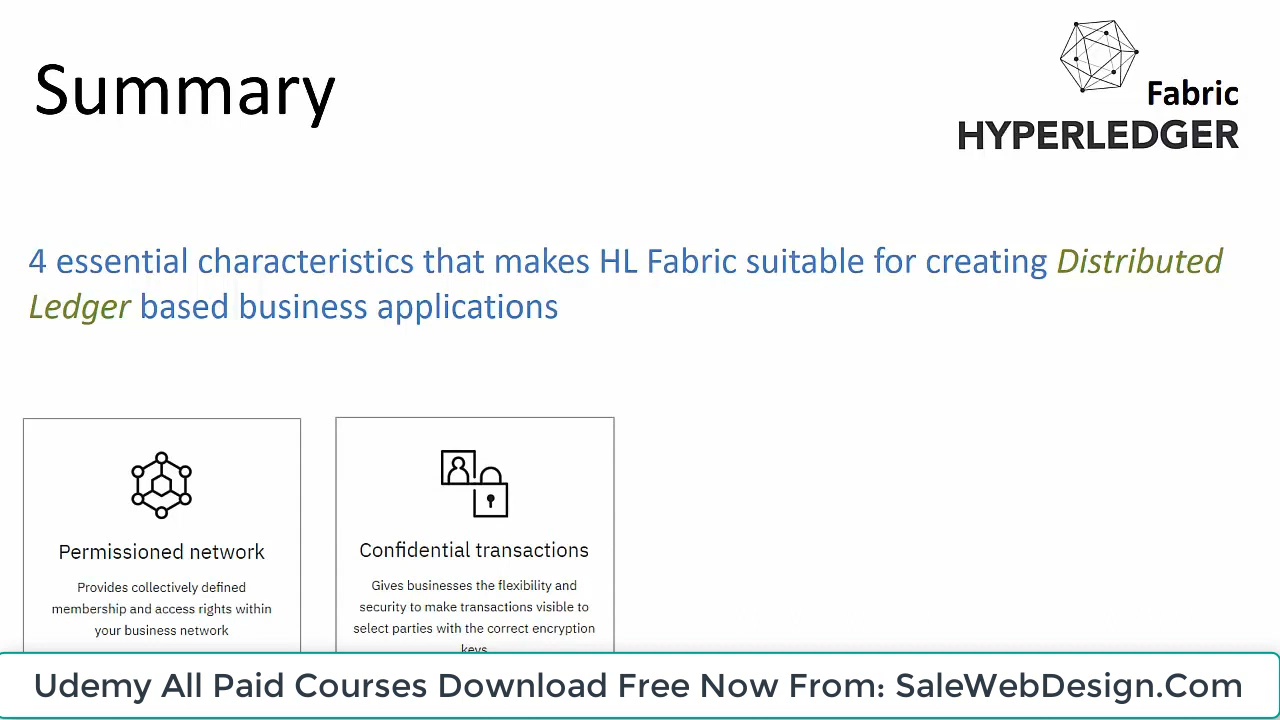 Summary
Fabric
HYPERLEDGER
4 essential characteristics that makes HL Fabric suitable for creating Distributed
Ledger based business applications
Permissioned network
Provides collectively defined
membership and access rights within
your business network
Confidential transactions
Gives businesses the flexibility and
security to make transactions visible to
select parties with the correct encryption
keys
Udemy All Paid Courses Download Free Now From: SaleWebDesign.Com